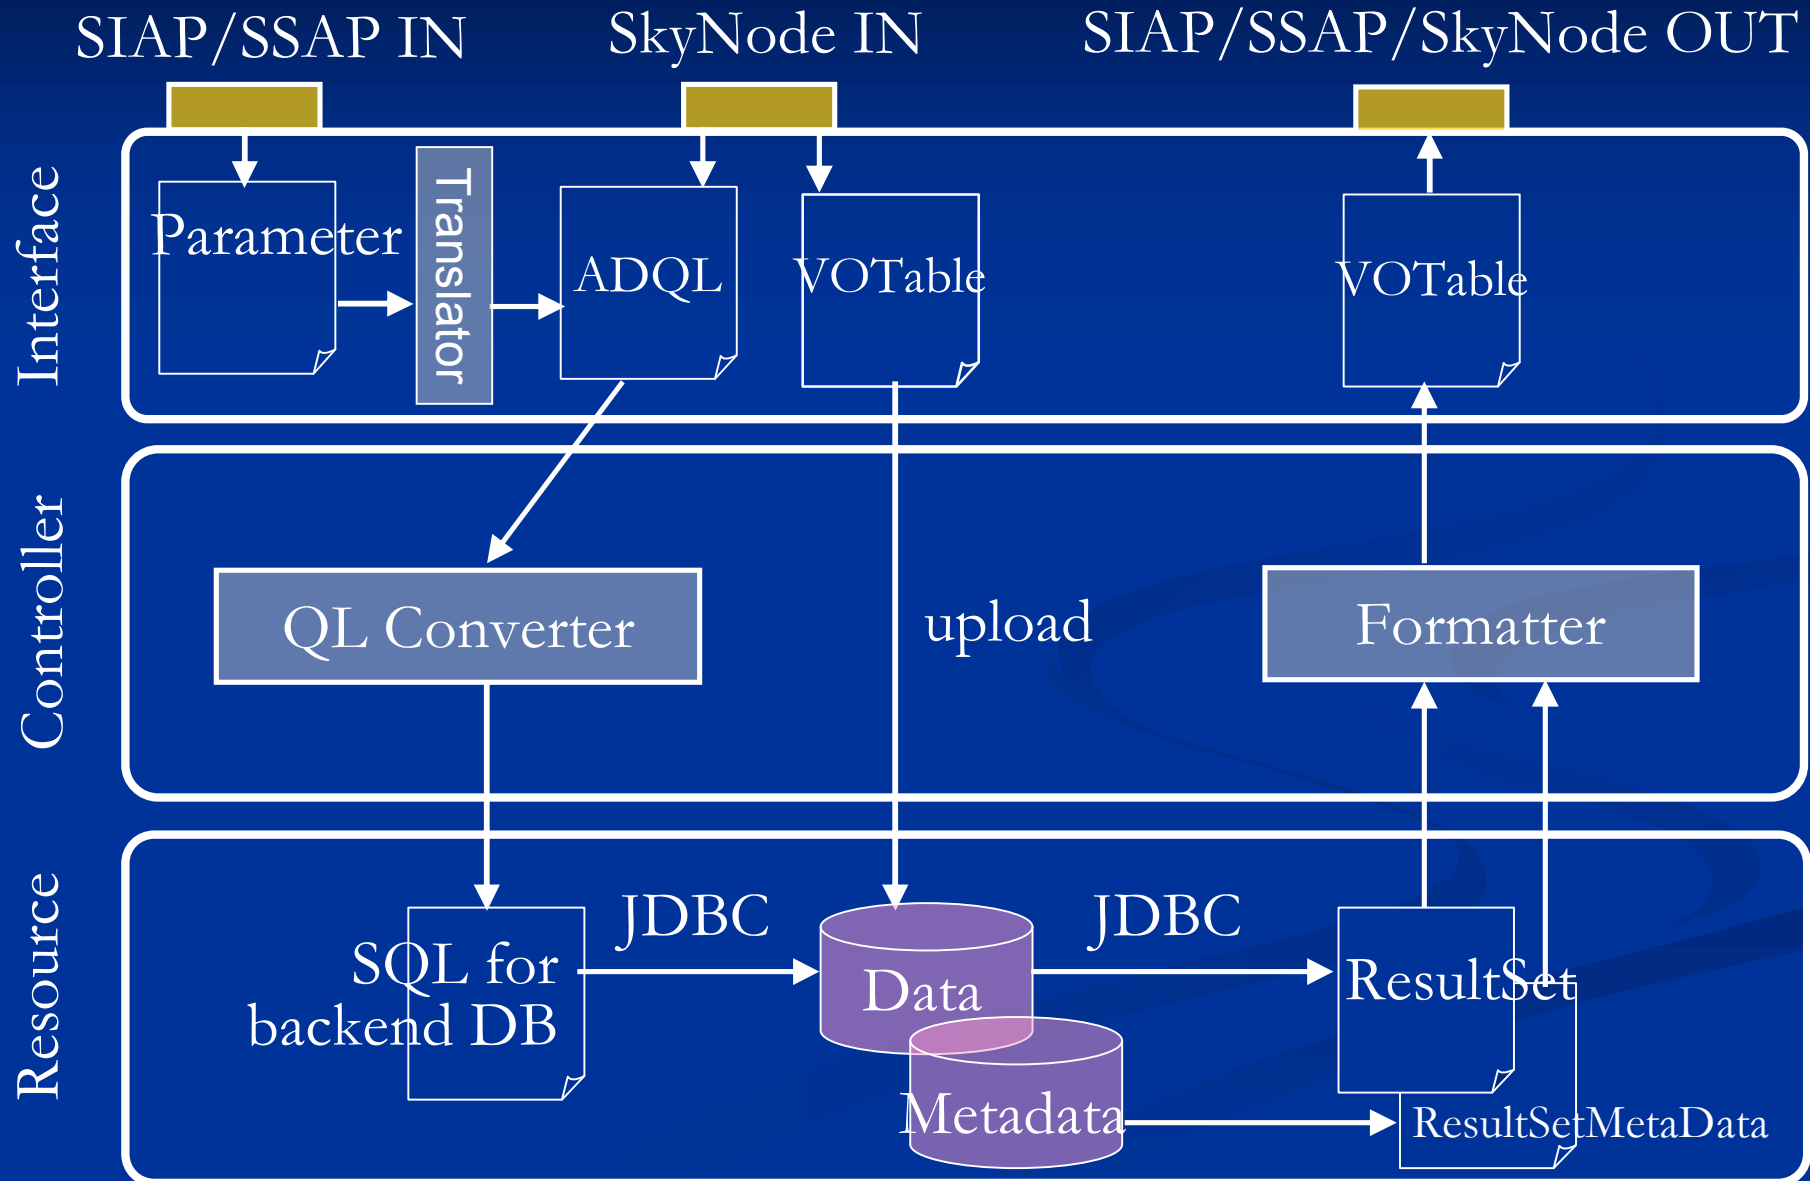 SIAP/SSAP IN
SkyNode IN
SIAP/SSAP/SkyNode OUT
Interface
Parameter
Translator
ADQL
VOTable
VOTable
Controller
QL Converter
upload
Formatter
Resource
SQL for
backend DB
JDBC
Data
Metadata
JDBC
ResultSet
ResultSetMetaData